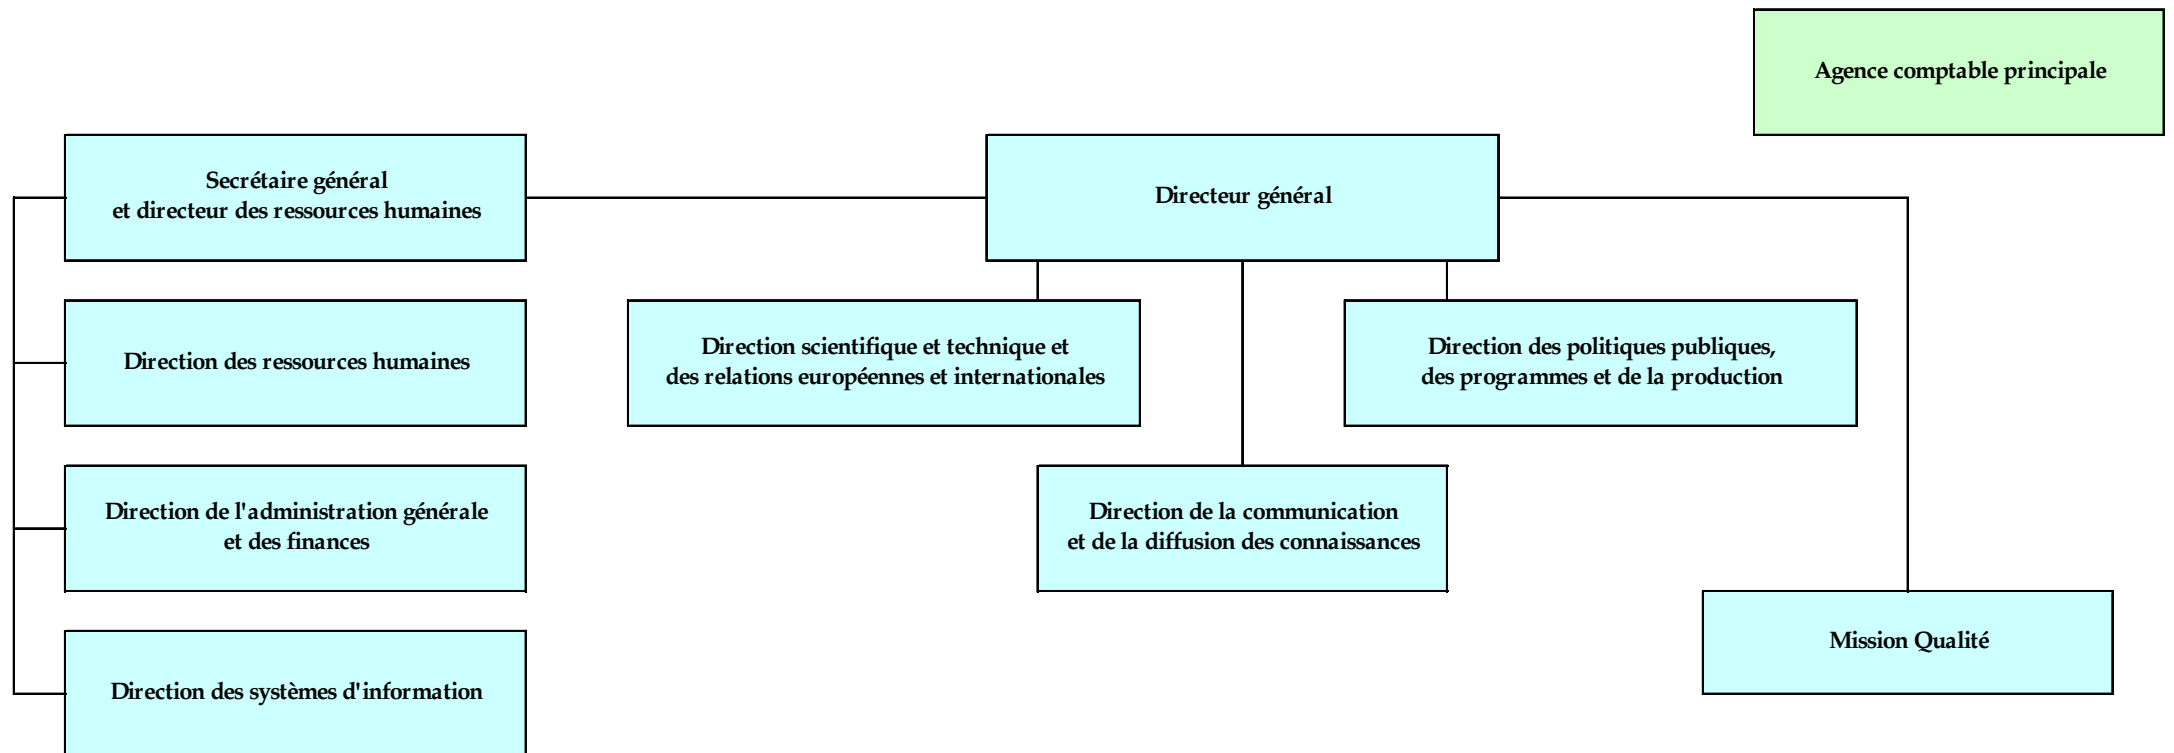 Agence comptable principale
Secrétaire général
et directeur des ressources humaines
Directeur général
Direction des ressources humaines
Direction scientifique et technique et
des relations européennes et internationales
Direction des politiques publiques,
des programmes et de la production
Direction de l'administration générale
et des finances
Direction de la communication
et de la diffusion des connaissances
Mission Qualité
Direction des systèmes d'information